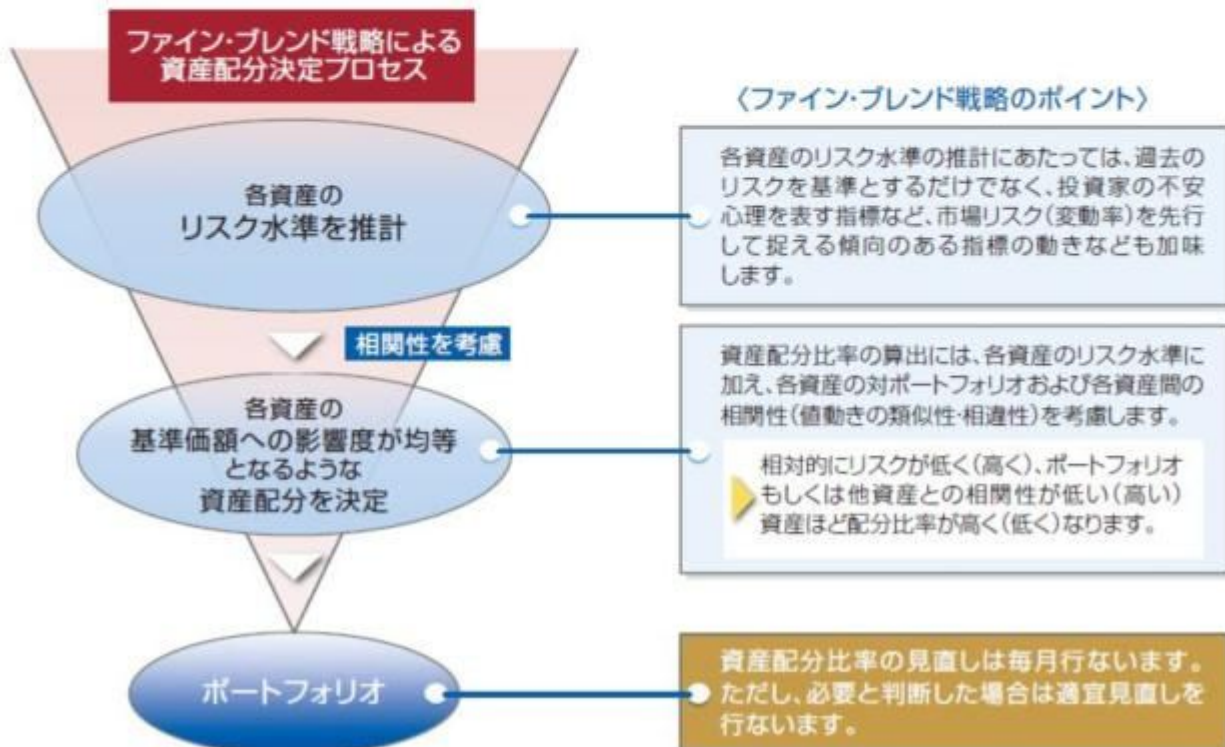 ファイン・ブレンド戦略による
資産配分決定プロセス
〈ファイン・ブレンド戦略のポイント〉
各資産の
リスク水準を推計
各資産のリスク水準の推計にあたっては、過去の
リスクを基準とするだけでなく、投資家の不安
心理を表す指標など、市場リスク(変動率)を先行
して捉える傾向のある指標の動きなども加味
します。
相関性を考慮
各資産の
基準価額への影響度が均等
となるような
資産配分を決定
資産配分比率の算出には、各資産のリスク水準に
加え、各資産の対ポートフォリオおよび各資産間の
相関性(値動きの類似性・相違性)を考慮します。
相対的にリスクが低く(高く)、ポートフォリオ
もしくは他資産との相関性が低い(高い)
資産ほど配分比率が高く(低く)なります。
ポートフォリオ
資産配分比率の見直しは毎月行ないます。
ただし、必要と判断した場合は適宜見直しを
行ないます。